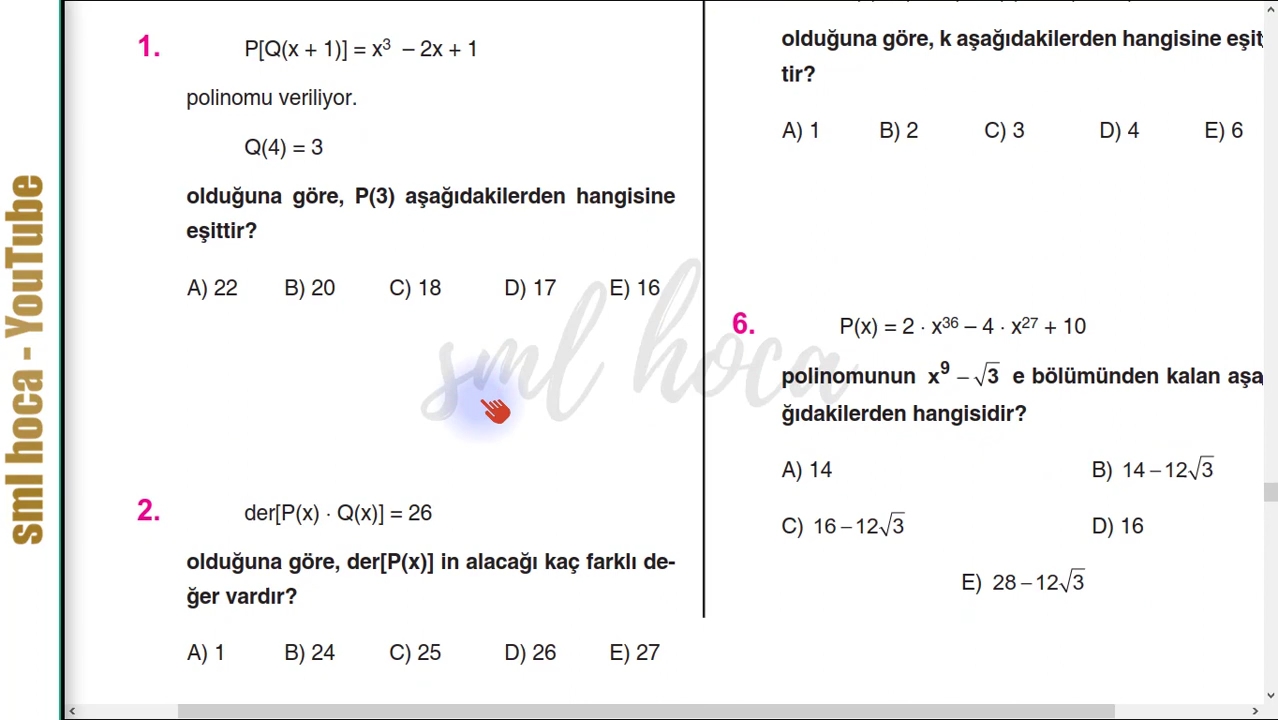 sml hoca - YouTube
1. P[Q(x + 1)] = x³ – 2x + 1
polinomu veriliyor.
Q(4) = 3
olduğuna göre, P(3) aşağıdakilerden hangisine
eşittir?
A) 22 B) 20 C) 18 D) 17 E) 16
2. der[P(x) · Q(x)] = 26
olduğuna göre, der[P(x)] in alacağı kaç farklı de-
ğer vardır?
A) 1 B) 24 C) 25 D) 26 E) 27
olduğuna göre, k aşağıdakilerden hangisine eşit
tir?
A) 1 B) 2 C) 3 D) 4 E) 6
6. P(x) = 2 · x³⁶ – 4 · x²⁷ + 10
polinomunun x⁹ – √3 e bölümünden kalan aşa
ğıdakilerden hangisidir?
A) 14 B) 14 – 12√3
C) 16 – 12√3 D) 16
E) 28 – 12√3
sml hoca